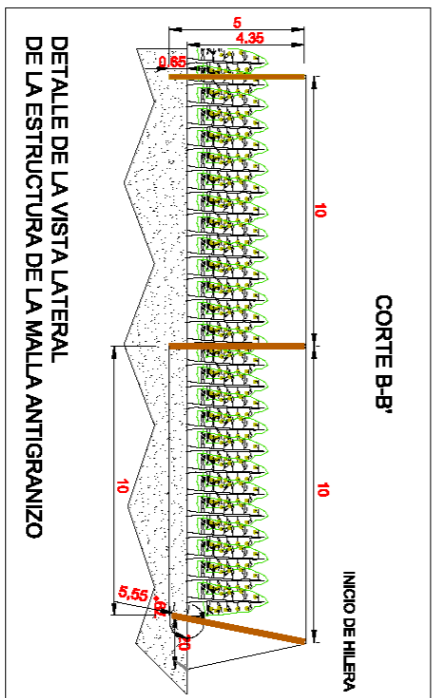 CORTE B-B'
INICIO DE HILERA
5
4.35
0.65
10
10
10
5,55
DETALLE DE LA VISTA LATERAL
DE LA ESTRUCTURA DE LA MALLA ANTIGRANIZO